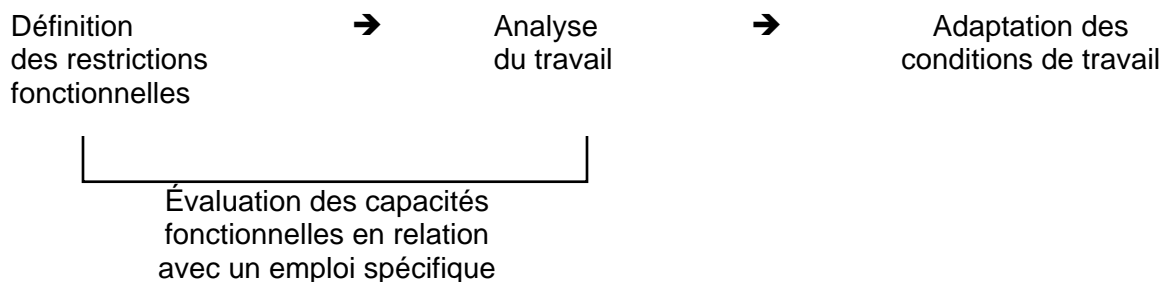 Définition ➔ Analyse ➔ Adaptation des
des restrictions du travail conditions de travail
fonctionnelles
Évaluation des capacités
fonctionnelles en relation
avec un emploi spécifique